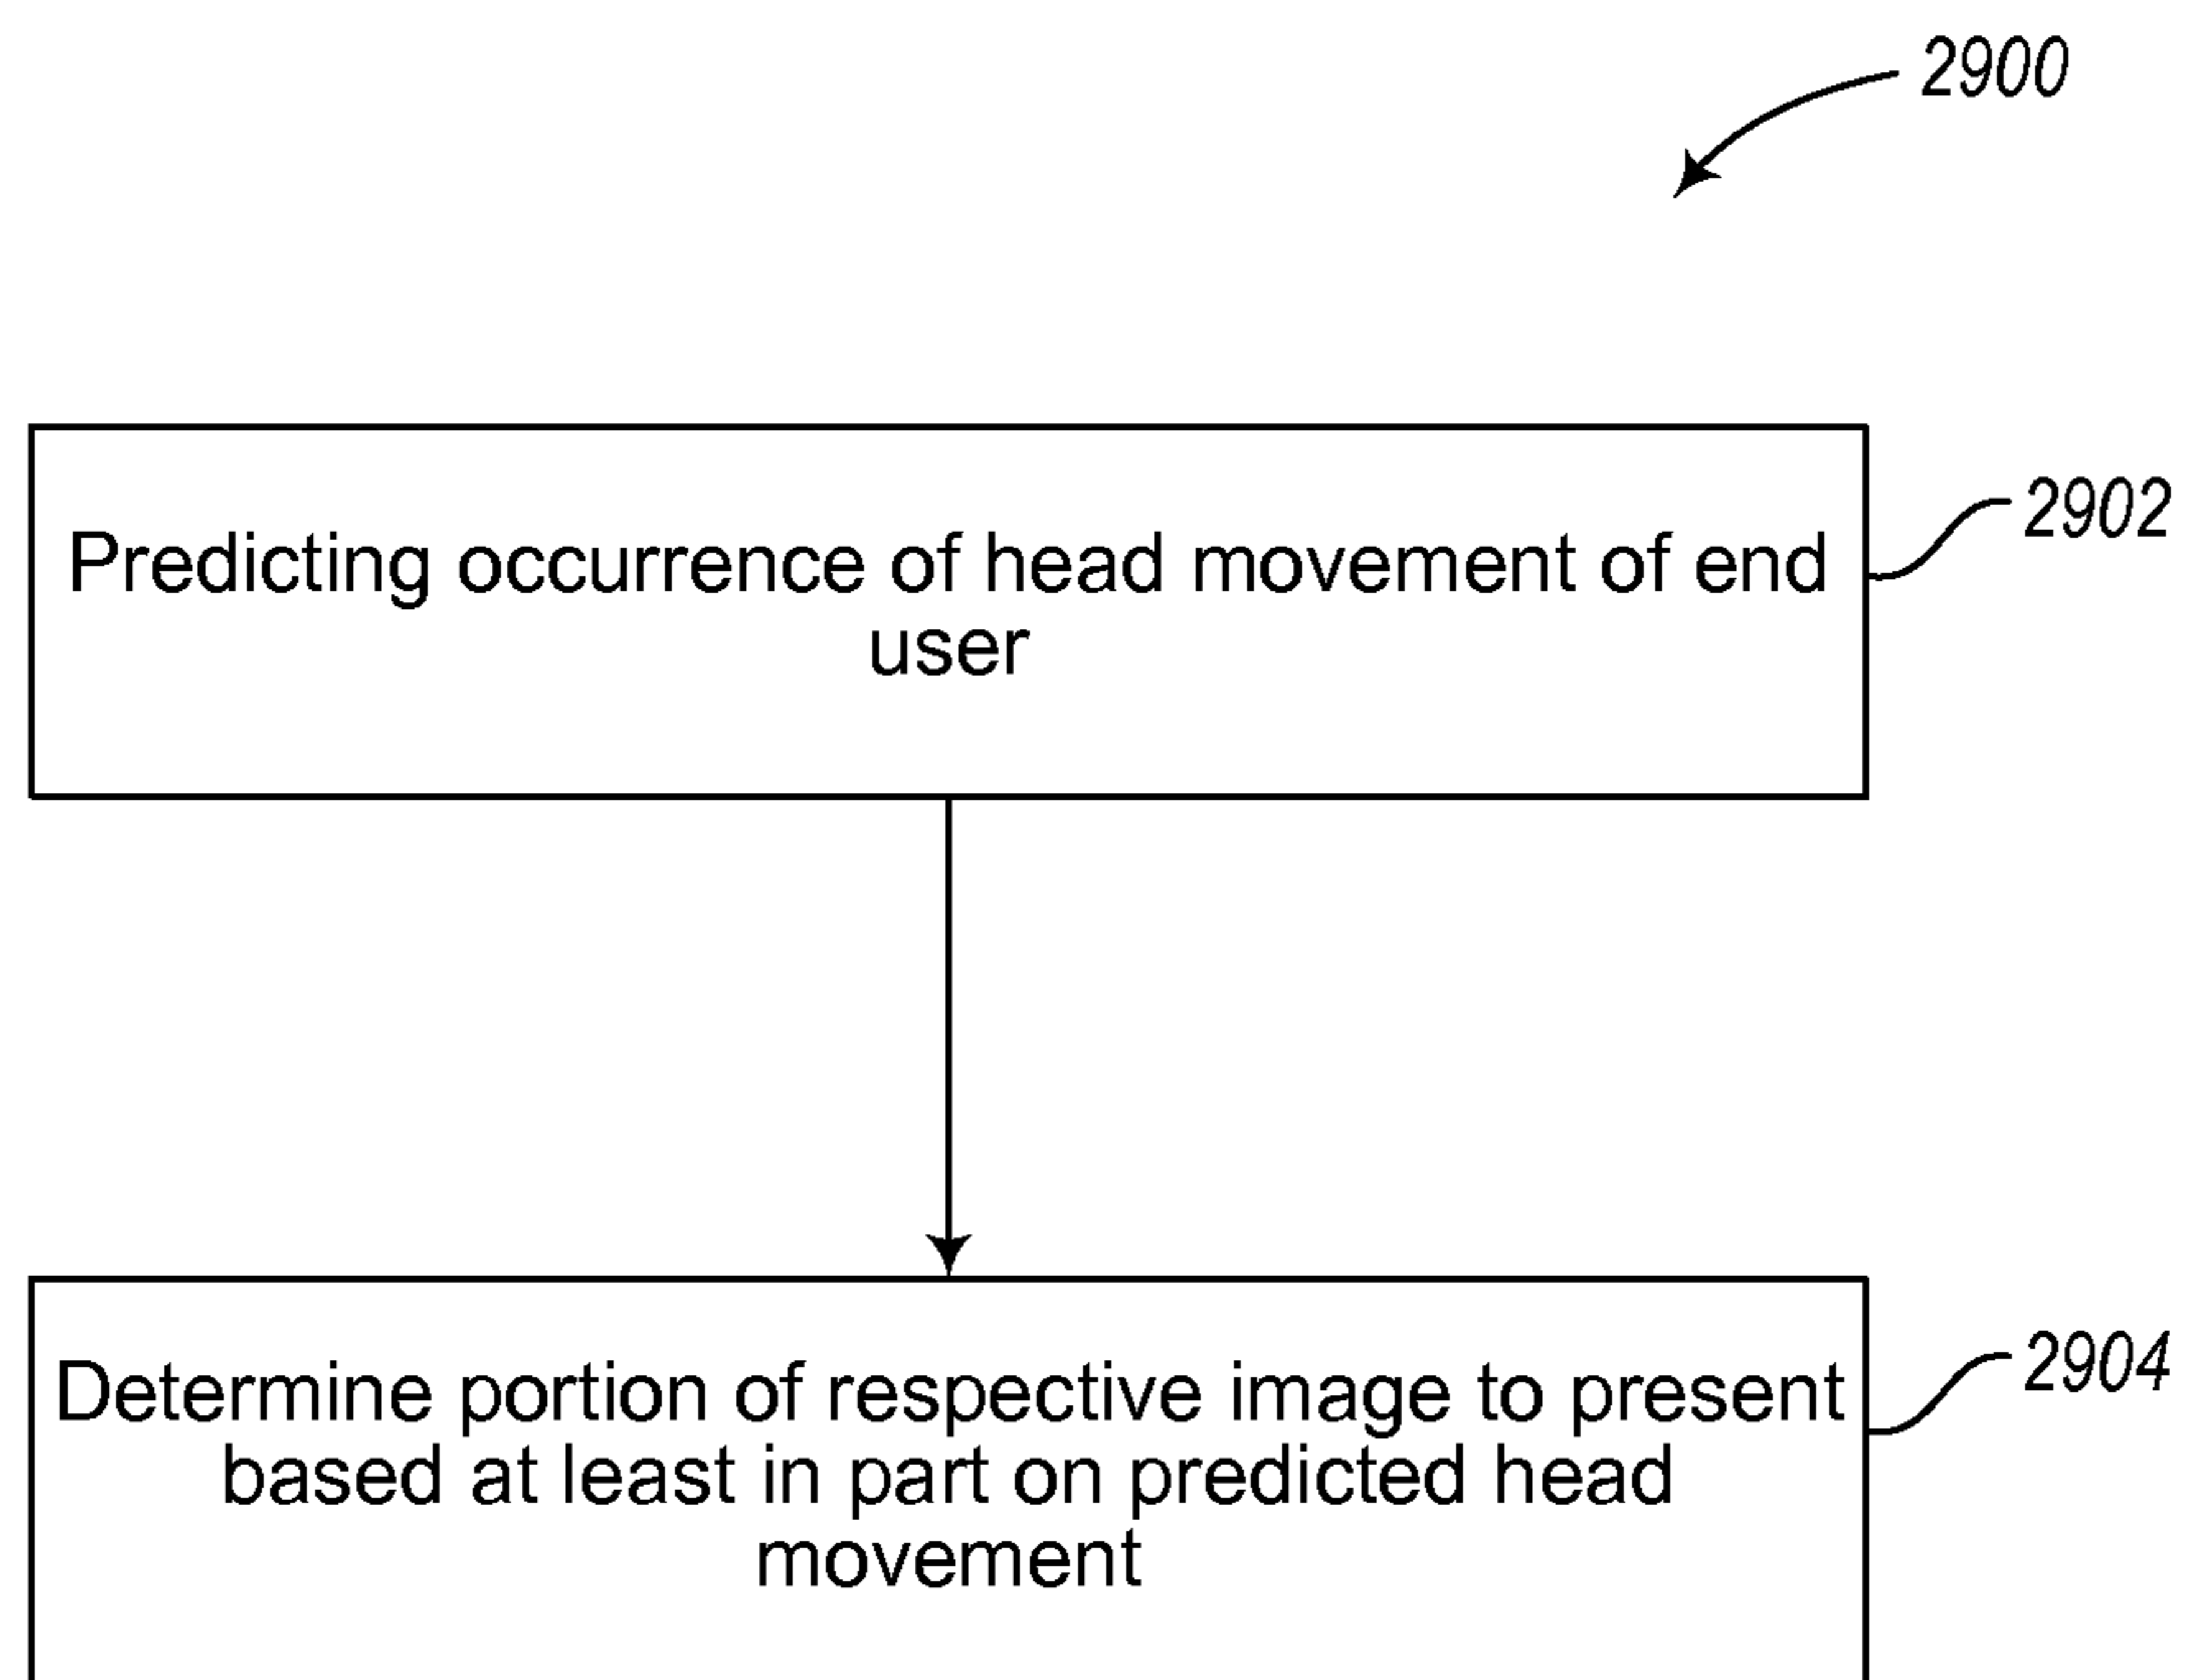 2900
Predicting occurrence of head movement of end
user
2902
Determine portion of respective image to present
based at least in part on predicted head
movement
2904